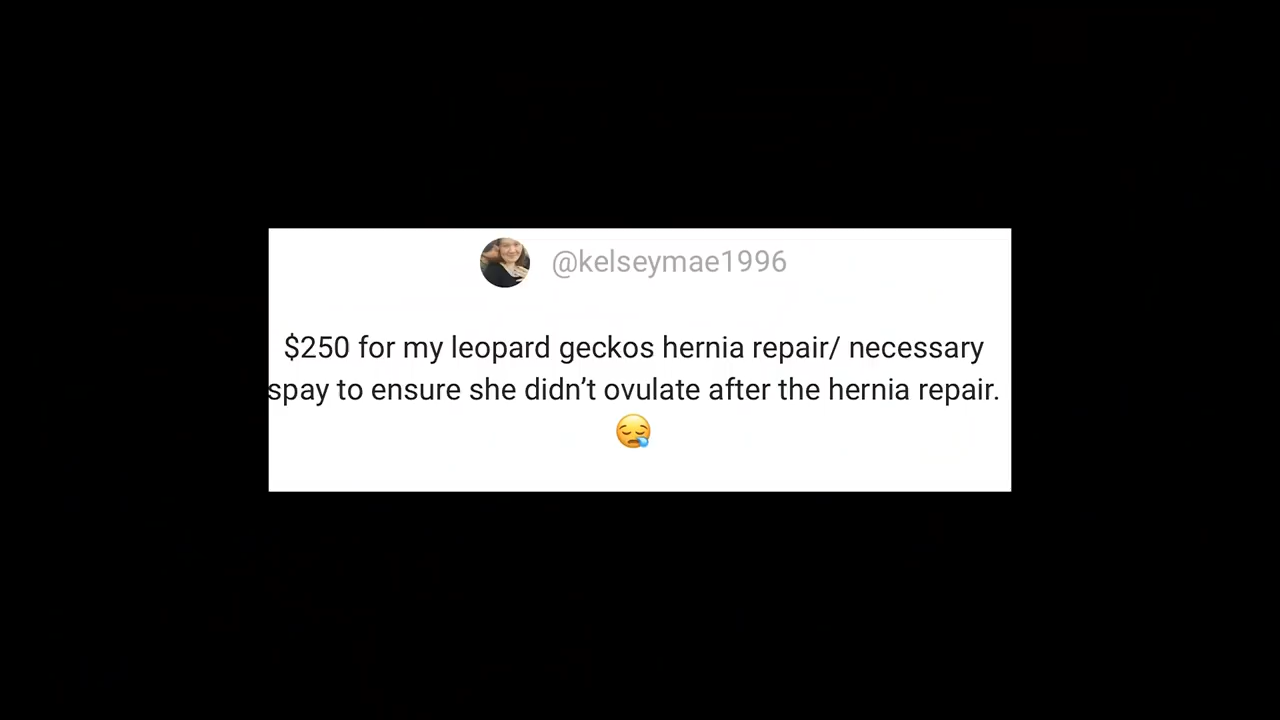 @kelseymae1996
$250 for my leopard geckos hernia repair/ necessary
spay to ensure she didn’t ovulate after the hernia repair.
😪